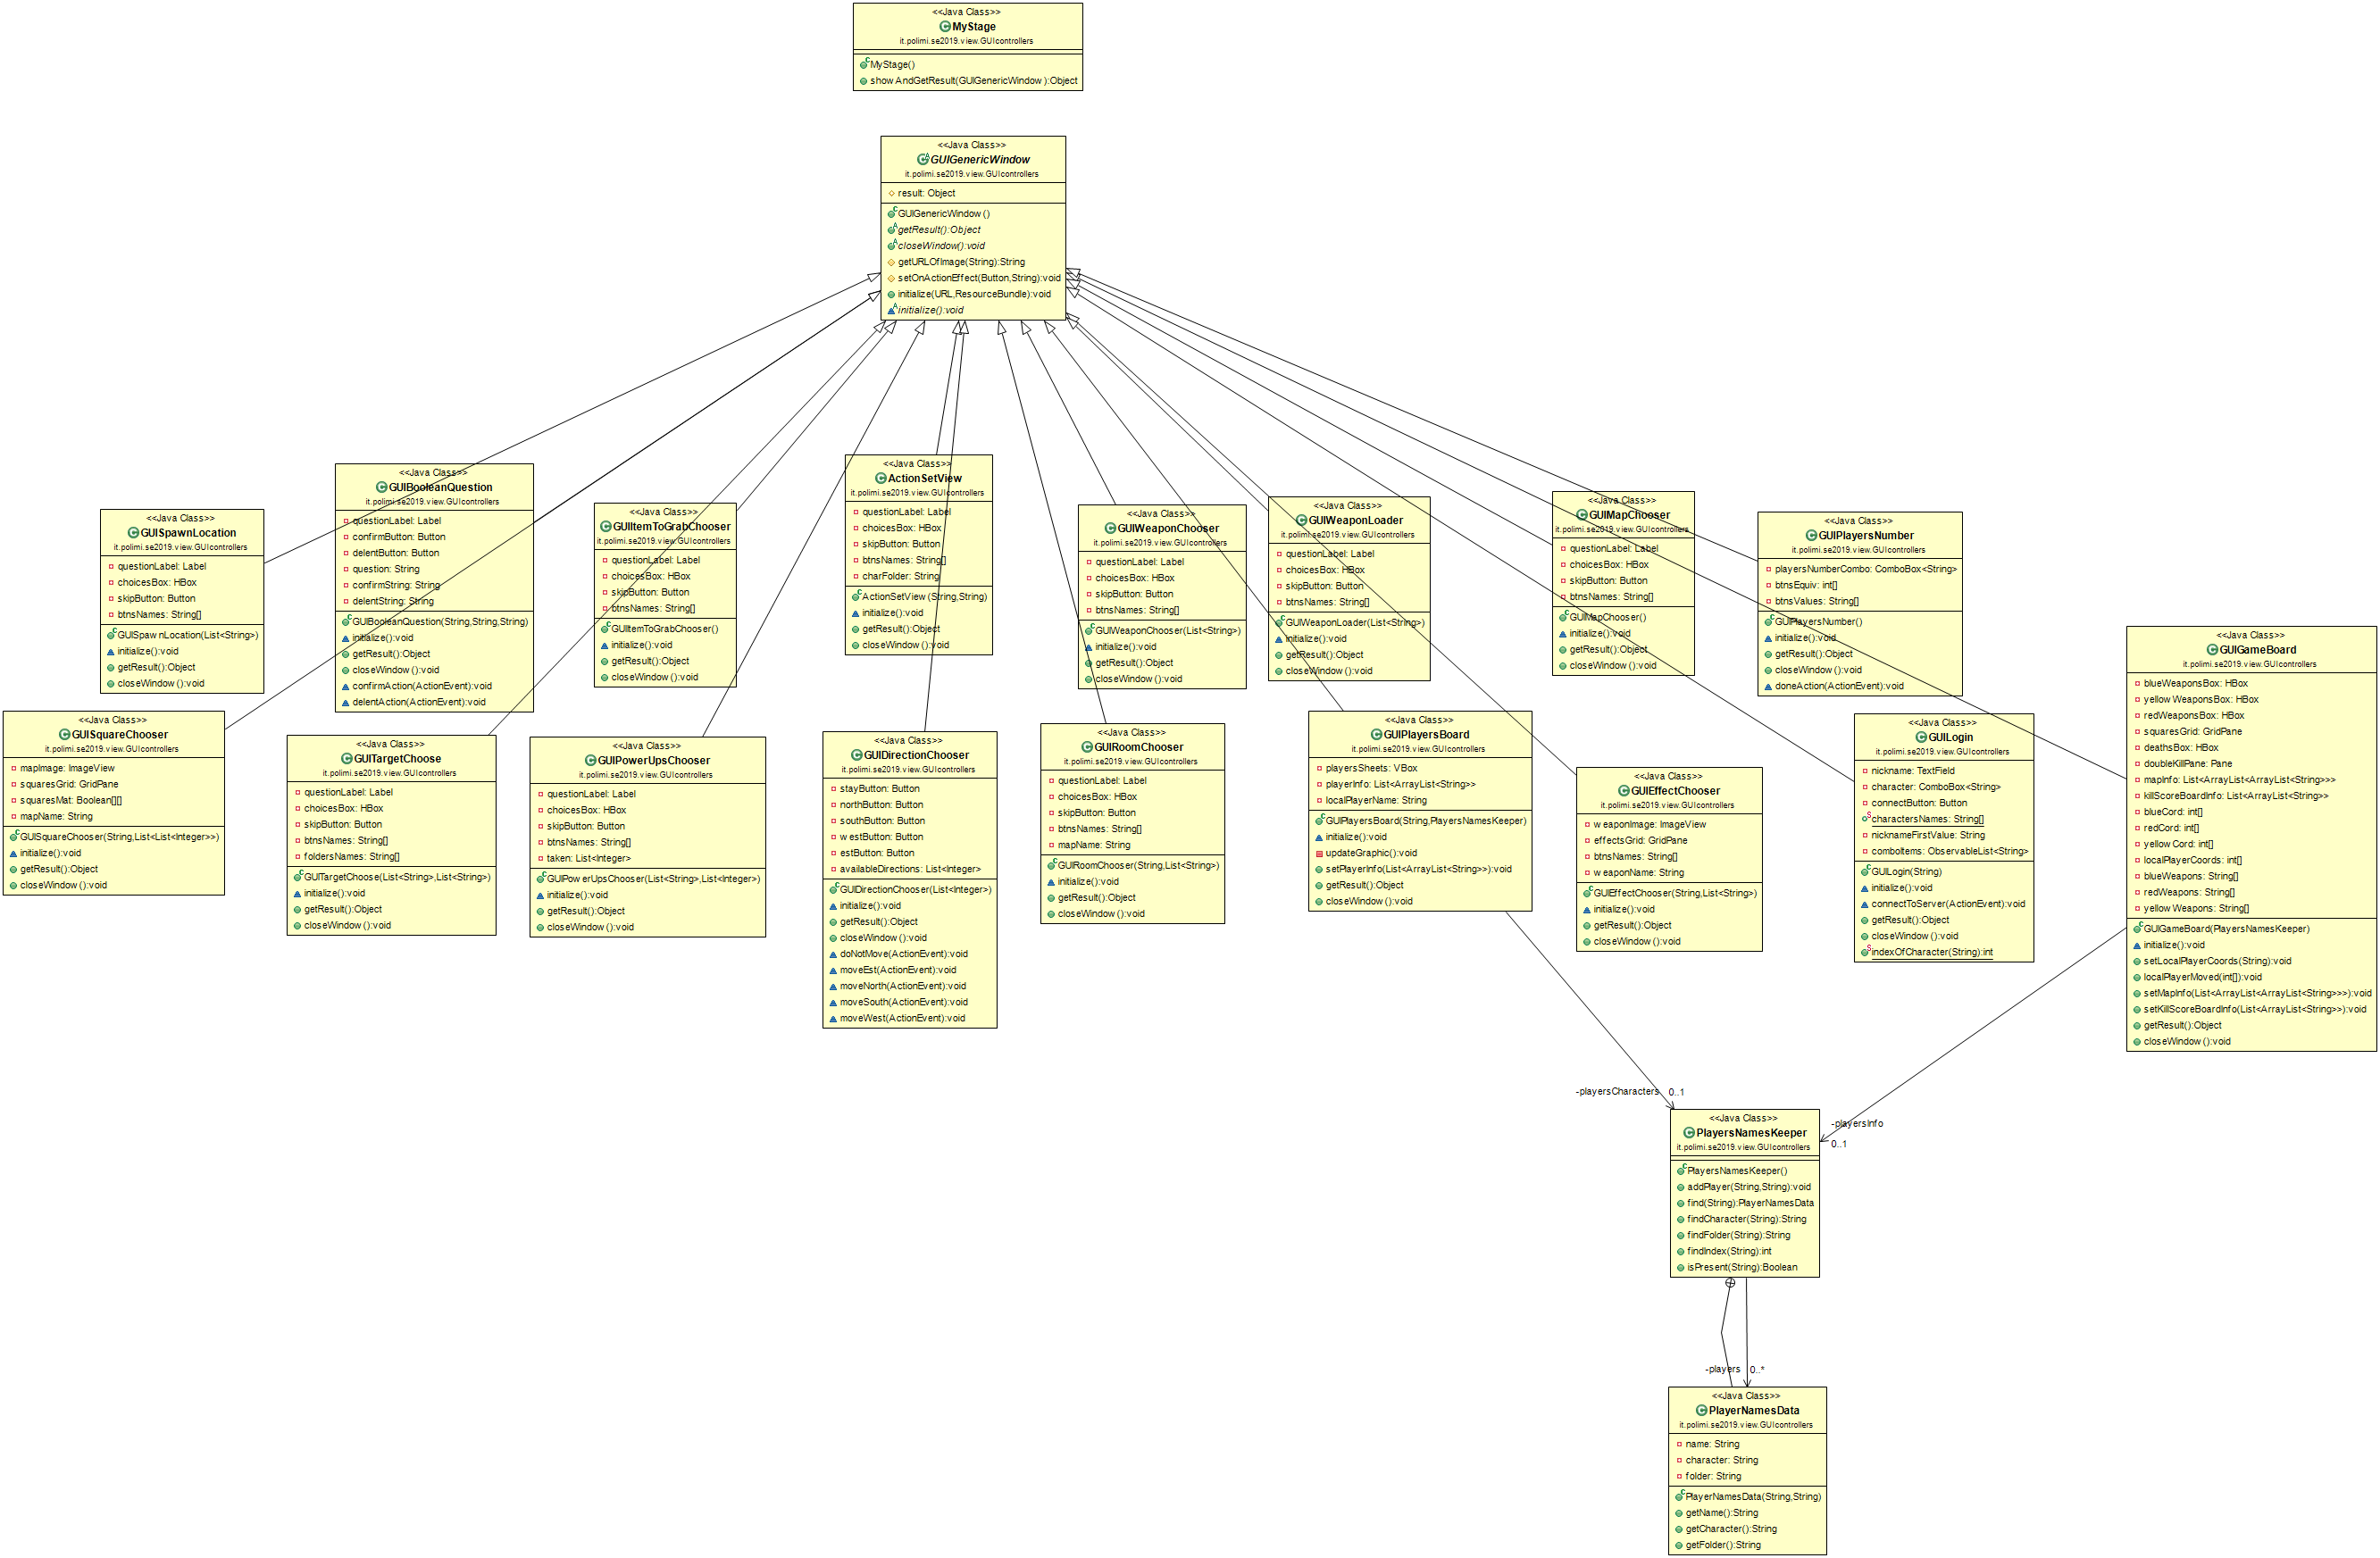 <<Java Class>>
MyStage
it.polimi.se2019.view.GUIcontrollers
MyStage()
showAndGetResult(GUIGenericWindow):Object
<<Java Class>>
GUIGenericWindow
it.polimi.se2019.view.GUIcontrollers
result: Object
GUIGenericWindow()
getResult():Object
closeWindow():void
getURLOfImage(String):String
setOnActionEffect(Button,String):void
initialize(URL,ResourceBundle):void
initialize():void
<<Java Class>>
GUISpawnLocation
it.polimi.se2019.view.GUIcontrollers
questionLabel: Label
choicesBox: HBox
skipButton: Button
btnsNames: String[]
GUISpawnLocation(List<String>)
initialize():void
getResult():Object
closeWindow():void
<<Java Class>>
GUIBooleanQuestion
it.polimi.se2019.view.GUIcontrollers
questionLabel: Label
confirmButton: Button
delentButton: Button
question: String
confirmString: String
delentString: String
GUIBooleanQuestion(String,String,String)
initialize():void
getResult():Object
closeWindow():void
confirmAction(ActionEvent):void
delentAction(ActionEvent):void
<<Java Class>>
GUIItemToGrabChooser
it.polimi.se2019.view.GUIcontrollers
questionLabel: Label
choicesBox: HBox
skipButton: Button
btnsNames: String[]
GUIItemToGrabChooser()
initialize():void
getResult():Object
closeWindow():void
<<Java Class>>
ActionSetView
it.polimi.se2019.view.GUIcontrollers
questionLabel: Label
choicesBox: HBox
skipButton: Button
btnsNames: String[]
charFolder: String
ActionSetView(String,String)
initialize():void
getResult():Object
closeWindow():void
<<Java Class>>
GUIWeaponChooser
it.polimi.se2019.view.GUIcontrollers
questionLabel: Label
choicesBox: HBox
skipButton: Button
btnsNames: String[]
GUIWeaponChooser(List<String>)
initialize():void
getResult():Object
closeWindow():void
<<Java Class>>
GUIWeaponLoader
it.polimi.se2019.view.GUIcontrollers
questionLabel: Label
choicesBox: HBox
skipButton: Button
btnsNames: String[]
GUIWeaponLoader(List<String>)
initialize():void
getResult():Object
closeWindow():void
<<Java Class>>
GUIMapChooser
it.polimi.se2019.view.GUIcontrollers
questionLabel: Label
choicesBox: HBox
skipButton: Button
btnsNames: String[]
GUIMapChooser()
initialize():void
getResult():Object
closeWindow():void
<<Java Class>>
GUIPlayersNumber
it.polimi.se2019.view.GUIcontrollers
playersNumberCombo: ComboBox<String>
btnsEquiv: int[]
btnsValues: String[]
GUIPlayersNumber()
initialize():void
getResult():Object
closeWindow():void
doneAction(ActionEvent):void
<<Java Class>>
GUIGameBoard
it.polimi.se2019.view.GUIcontrollers
blueWeaponsBox: HBox
yellowWeaponsBox: HBox
redWeaponsBox: HBox
squaresGrid: GridPane
deathsBox: HBox
doubleKillPane: Pane
mapInfo: List<ArrayList<ArrayList<String>>>
killScoreBoardInfo: List<ArrayList<String>>
blueCord: int[]
redCord: int[]
yellowCord: int[]
localPlayerCoords: int[]
blueWeapons: String[]
redWeapons: String[]
yellowWeapons: String[]
GUIGameBoard(PlayersNamesKeeper)
initialize():void
setLocalPlayerCoords(String):void
localPlayerMoved(int[]):void
setMapInfo(List<ArrayList<ArrayList<String>>>):void
setKillScoreBoardInfo(List<ArrayList<String>>):void
getResult():Object
closeWindow():void
<<Java Class>>
GUISquareChooser
it.polimi.se2019.view.GUIcontrollers
mapImage: ImageView
squaresGrid: GridPane
squaresMat: Boolean[][]
mapName: String
GUISquareChooser(String,List<List<Integer>>)
initialize():void
getResult():Object
closeWindow():void
<<Java Class>>
GUITargetChoose
it.polimi.se2019.view.GUIcontrollers
questionLabel: Label
choicesBox: HBox
skipButton: Button
btnsNames: String[]
foldersNames: String[]
GUITargetChoose(List<String>,List<String>)
initialize():void
getResult():Object
closeWindow():void
<<Java Class>>
GUIPowerUpsChooser
it.polimi.se2019.view.GUIcontrollers
questionLabel: Label
choicesBox: HBox
skipButton: Button
btnsNames: String[]
taken: List<Integer>
GUIPowerUpsChooser(List<String>,List<Integer>)
initialize():void
getResult():Object
closeWindow():void
<<Java Class>>
GUIDirectionChooser
it.polimi.se2019.view.GUIcontrollers
stayButton: Button
northButton: Button
southButton: Button
westButton: Button
estButton: Button
availableDirections: List<Integer>
GUIDirectionChooser(List<Integer>)
initialize():void
getResult():Object
closeWindow():void
doNotMove(ActionEvent):void
moveEst(ActionEvent):void
moveNorth(ActionEvent):void
moveSouth(ActionEvent):void
moveWest(ActionEvent):void
<<Java Class>>
GUIRoomChooser
it.polimi.se2019.view.GUIcontrollers
questionLabel: Label
choicesBox: HBox
skipButton: Button
btnsNames: String[]
mapName: String
GUIRoomChooser(String,List<String>)
initialize():void
getResult():Object
closeWindow():void
<<Java Class>>
GUIPlayersBoard
it.polimi.se2019.view.GUIcontrollers
playersSheets: VBox
playerInfo: List<ArrayList<String>>
localPlayerName: String
GUIPlayersBoard(String,PlayersNamesKeeper)
initialize():void
updateGraphic():void
setPlayerInfo(List<ArrayList<String>>):void
getResult():Object
closeWindow():void
<<Java Class>>
GUIEffectChooser
it.polimi.se2019.view.GUIcontrollers
weaponImage: ImageView
effectsGrid: GridPane
btnsNames: String[]
weaponName: String
GUIEffectChooser(String,List<String>)
initialize():void
getResult():Object
closeWindow():void
<<Java Class>>
GUILogin
it.polimi.se2019.view.GUIcontrollers
nickname: TextField
character: ComboBox<String>
connectButton: Button
charactersNames: String[]
nicknameFirstValue: String
comboItems: ObservableList<String>
GUILogin(String)
initialize():void
connectToServer(ActionEvent):void
getResult():Object
closeWindow():void
indexOfCharacter(String):int
-playersCharacters 0..1
-playersInfo
0..1
<<Java Class>>
PlayersNamesKeeper
it.polimi.se2019.view.GUIcontrollers
PlayersNamesKeeper()
addPlayer(String,String):void
find(String):PlayerNamesData
findCharacter(String):String
findFolder(String):String
findIndex(String):int
isPresent(String):Boolean
-players 0..*
<<Java Class>>
PlayerNamesData
it.polimi.se2019.view.GUIcontrollers
name: String
character: String
folder: String
PlayerNamesData(String,String)
getName():String
getCharacter():String
getFolder():String